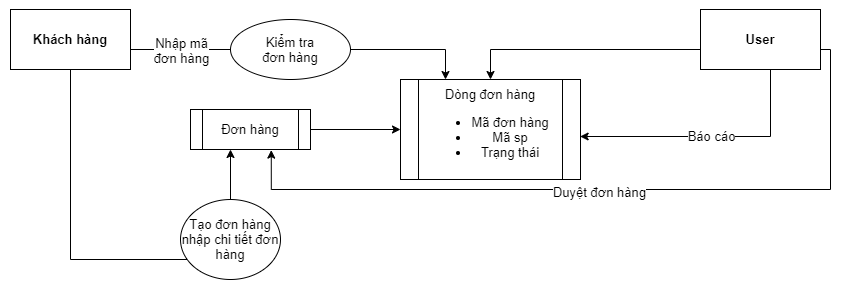 Khách hàng
Nhập mã
đơn hàng
Kiểm tra
đơn hàng
User
Dòng đơn hàng
• Mã đơn hàng
• Mã sp
• Trạng thái
Đơn hàng
Báo cáo
Duyệt đơn hàng
Tạo đơn hàng
nhập chi tiết đơn
hàng